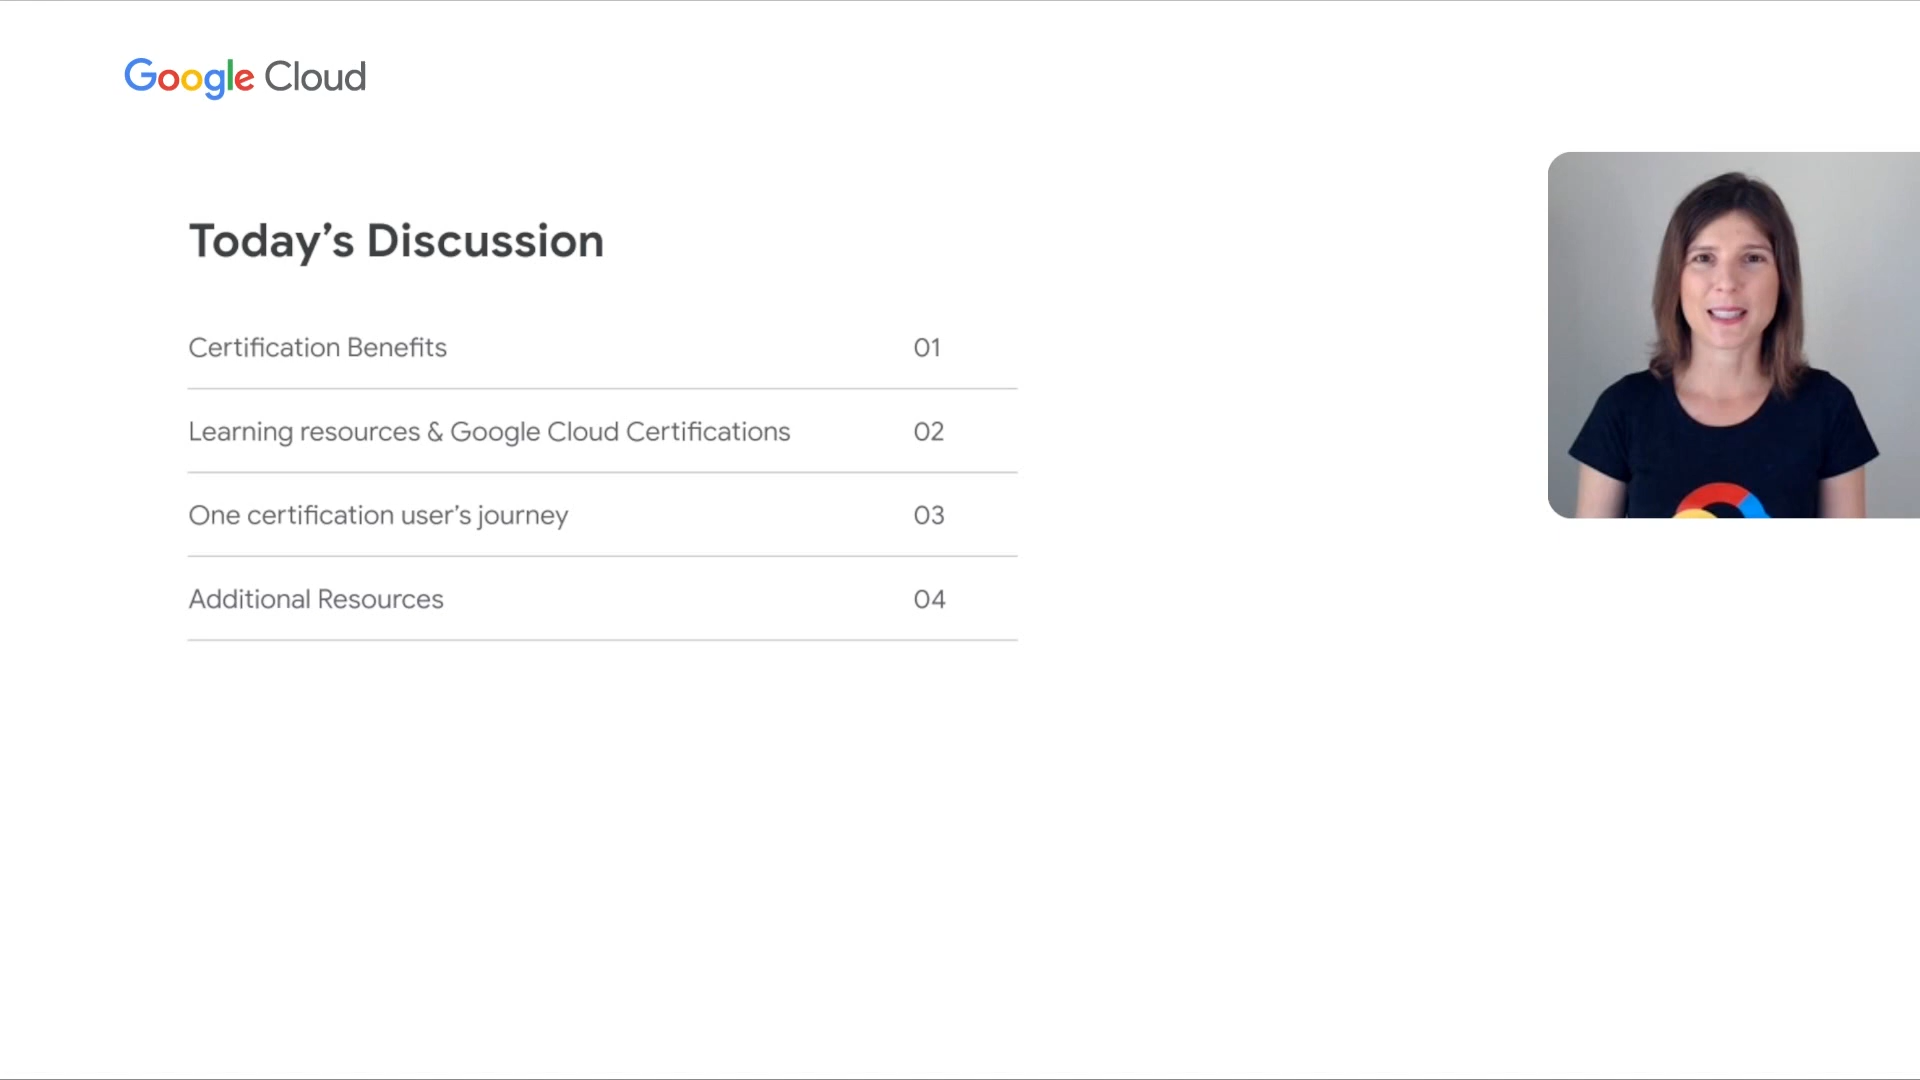 Google Cloud
Today’s Discussion
Certification Benefits 01
Learning resources & Google Cloud Certifications 02
One certification user’s journey 03
Additional Resources 04